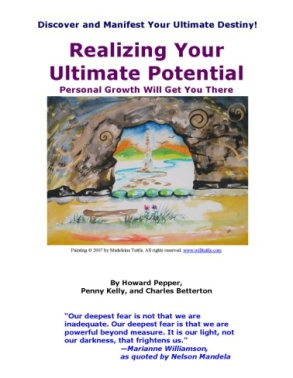 Discover and Manifest Your Ultimate Destiny!
Realizing Your
Ultimate Potential
Personal Growth Will Get You There
Painting © 2007 by Madeleine Tuttle. All rights reserved. www.willtuttle.com
By Howard Pepper,
Penny Kelly, and Charles Betterton
"Our deepest fear is not that we are
inadequate. Our deepest fear is that we are
powerful beyond measure. It is our light, not
our darkness, that frightens us."
—Marianne Williamson,
as quoted by Nelson Mandela